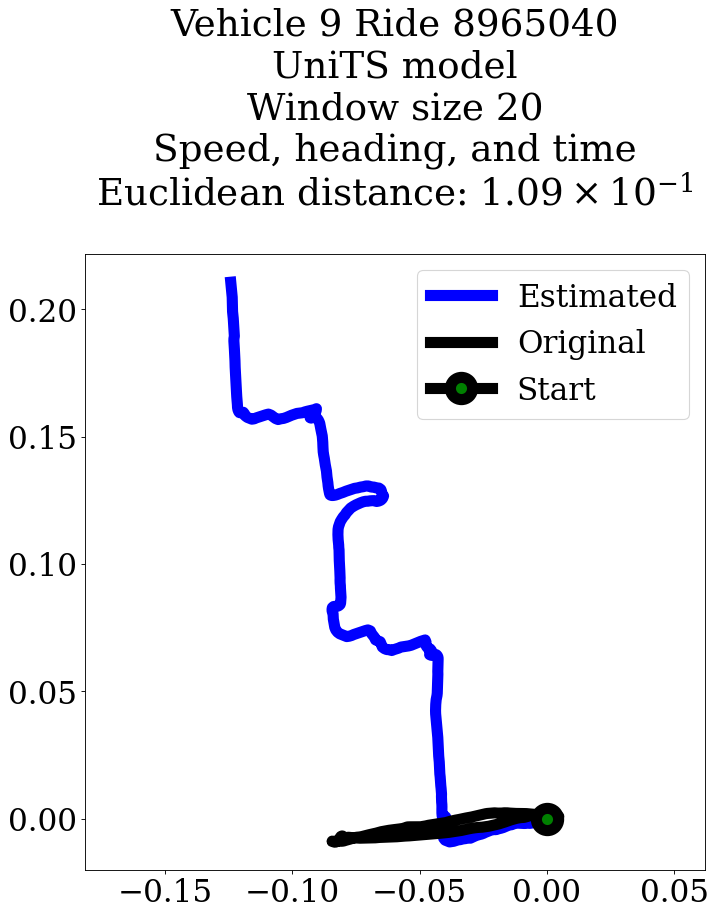 Vehicle 9 Ride 8965040
UniTS model
Window size 20
Speed, heading, and time
Euclidean distance: 1.09 × 10⁻¹
Estimated
Original
Start
0.20
0.15
0.10
0.05
0.00
−0.15 −0.10 −0.05 0.00 0.05